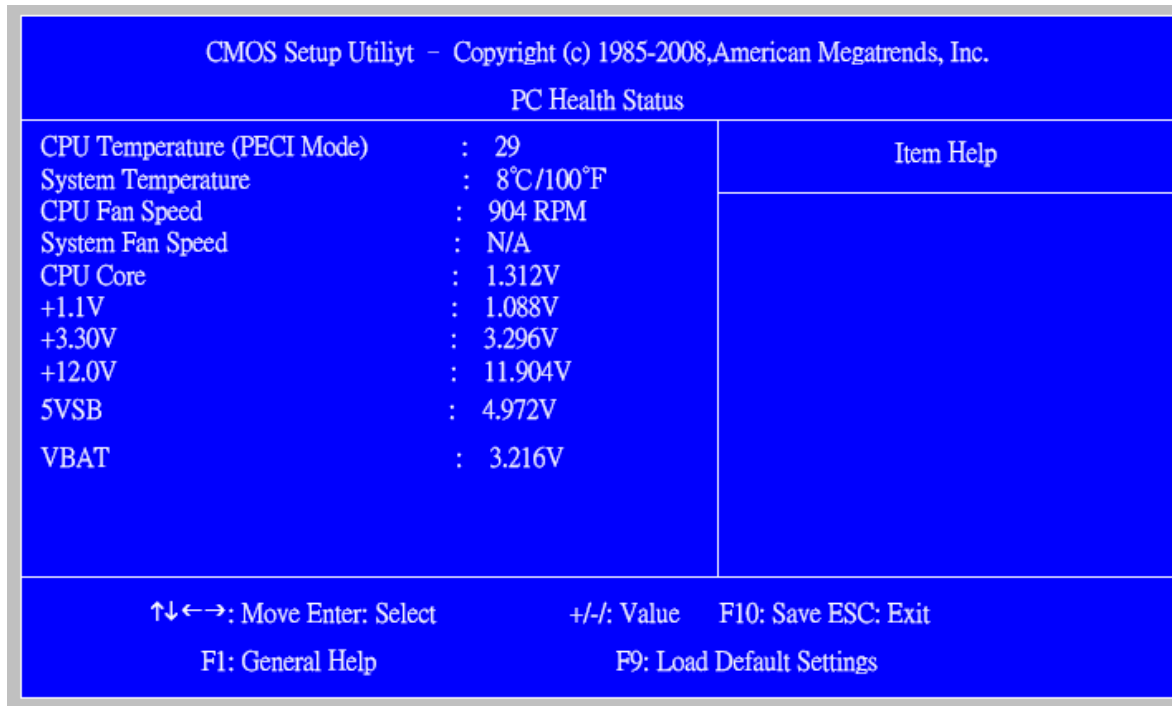 CMOS Setup Utiliyt – Copyright (c) 1985-2008,American Megatrends, Inc.
PC Health Status
CPU Temperature (PECI Mode) : 29
System Temperature : 8°C/100°F
CPU Fan Speed : 904 RPM
System Fan Speed : N/A
CPU Core : 1.312V
+1.1V : 1.088V
+3.30V : 3.296V
+12.0V : 11.904V
5VSB : 4.972V
VBAT : 3.216V
Item Help
↑↓←→: Move Enter: Select +/-/: Value F10: Save ESC: Exit
F1: General Help F9: Load Default Settings